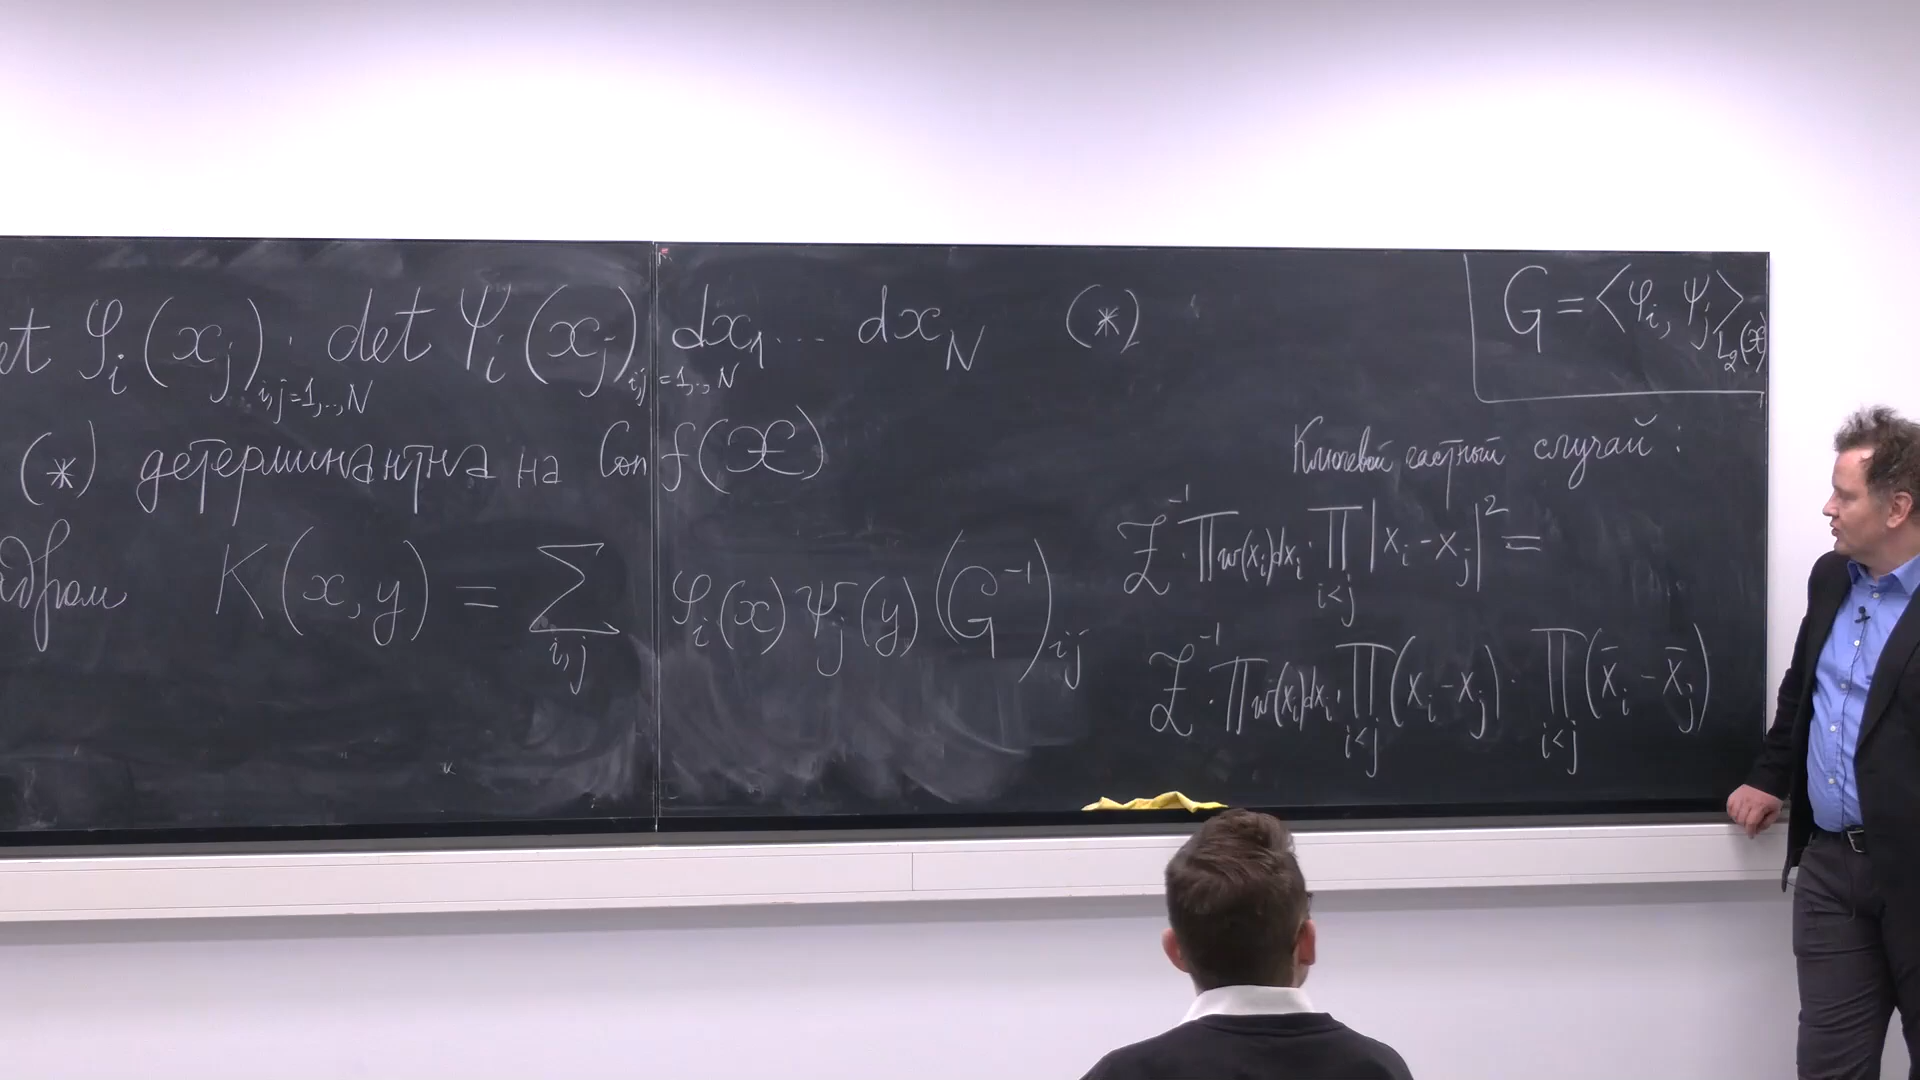 et φ_i(x_j)_{i,j=1,..,N} · det ψ_i(x_j)_{i,j=1,..,N} dx_1 ... dx_N (*)
(*) детерминантна на Conf(𝔛)
ядром K(x,y) = Σ_{i,j} φ_i(x) ψ_j(y) (G^{-1})_{ij}
G = <φ_i, ψ_j>_{L_2(𝔛)}
Ключевой частный случай :
Z^{-1} · Π w(x_i)dx_i · Π_{i<j} |x_i - x_j|^2 =
Z^{-1} · Π w(x_i)dx_i · Π_{i<j} (x_i - x_j) · Π_{i<j} (x̄_i - x̄_j)